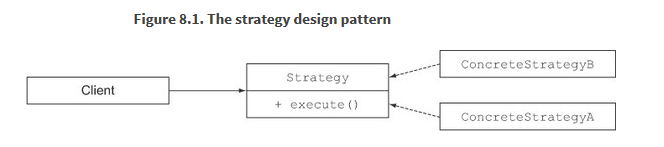 Figure 8.1. The strategy design pattern
Client
Strategy
+ execute()
ConcreteStrategyB
ConcreteStrategyA